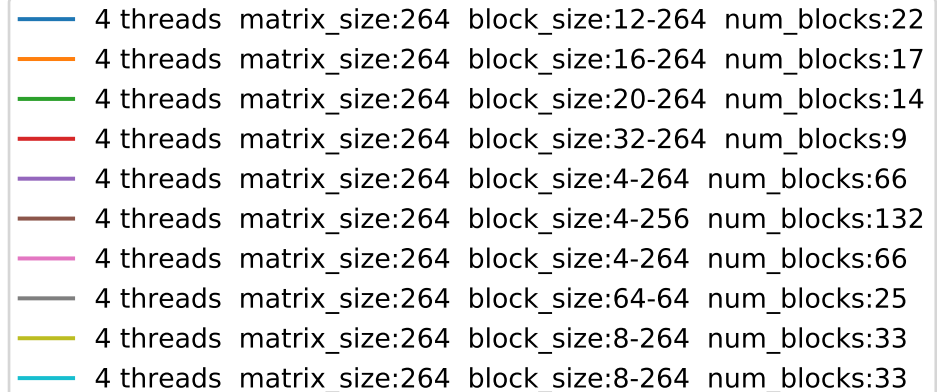 4 threads matrix_size:264 block_size:12-264 num_blocks:22
4 threads matrix_size:264 block_size:16-264 num_blocks:17
4 threads matrix_size:264 block_size:20-264 num_blocks:14
4 threads matrix_size:264 block_size:32-264 num_blocks:9
4 threads matrix_size:264 block_size:4-264 num_blocks:66
4 threads matrix_size:264 block_size:4-256 num_blocks:132
4 threads matrix_size:264 block_size:4-264 num_blocks:66
4 threads matrix_size:264 block_size:64-64 num_blocks:25
4 threads matrix_size:264 block_size:8-264 num_blocks:33
4 threads matrix_size:264 block_size:8-264 num_blocks:33